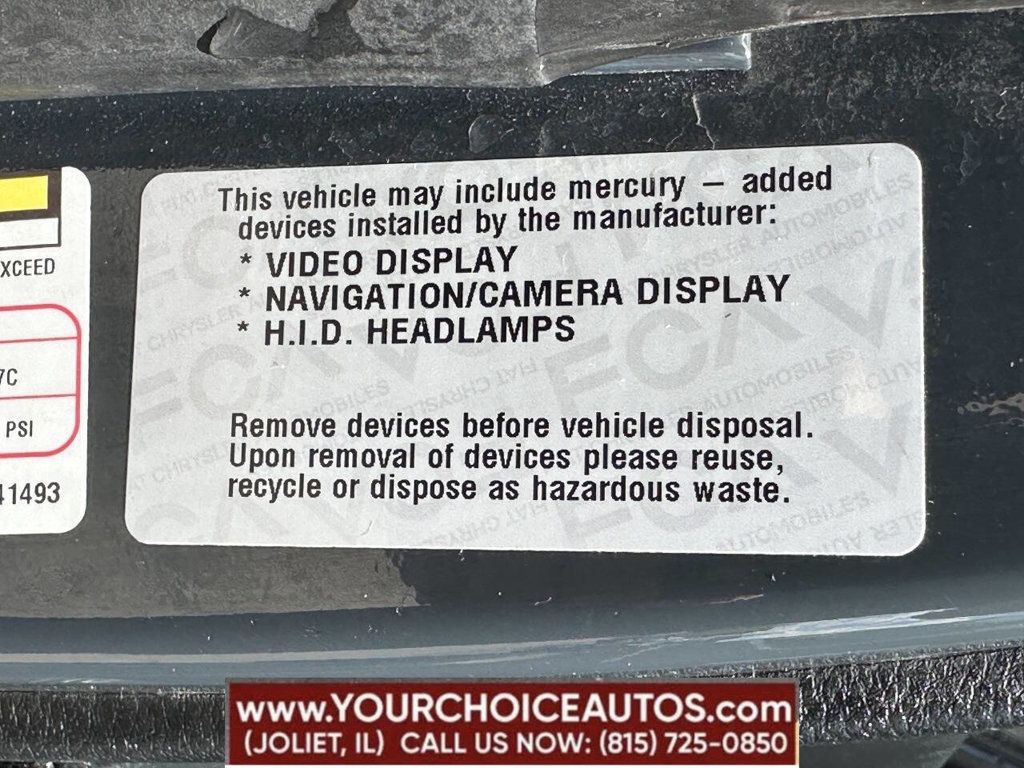 This vehicle may include mercury — added
devices installed by the manufacturer:
* VIDEO DISPLAY
* NAVIGATION/CAMERA DISPLAY
* H.I.D. HEADLAMPS
Remove devices before vehicle disposal.
Upon removal of devices please reuse,
recycle or dispose as hazardous waste.
XCEED
7C
PSI
11493
www.YOURCHOICEAUTOS.com
(JOLIET, IL) CALL US NOW: (815) 725-0850